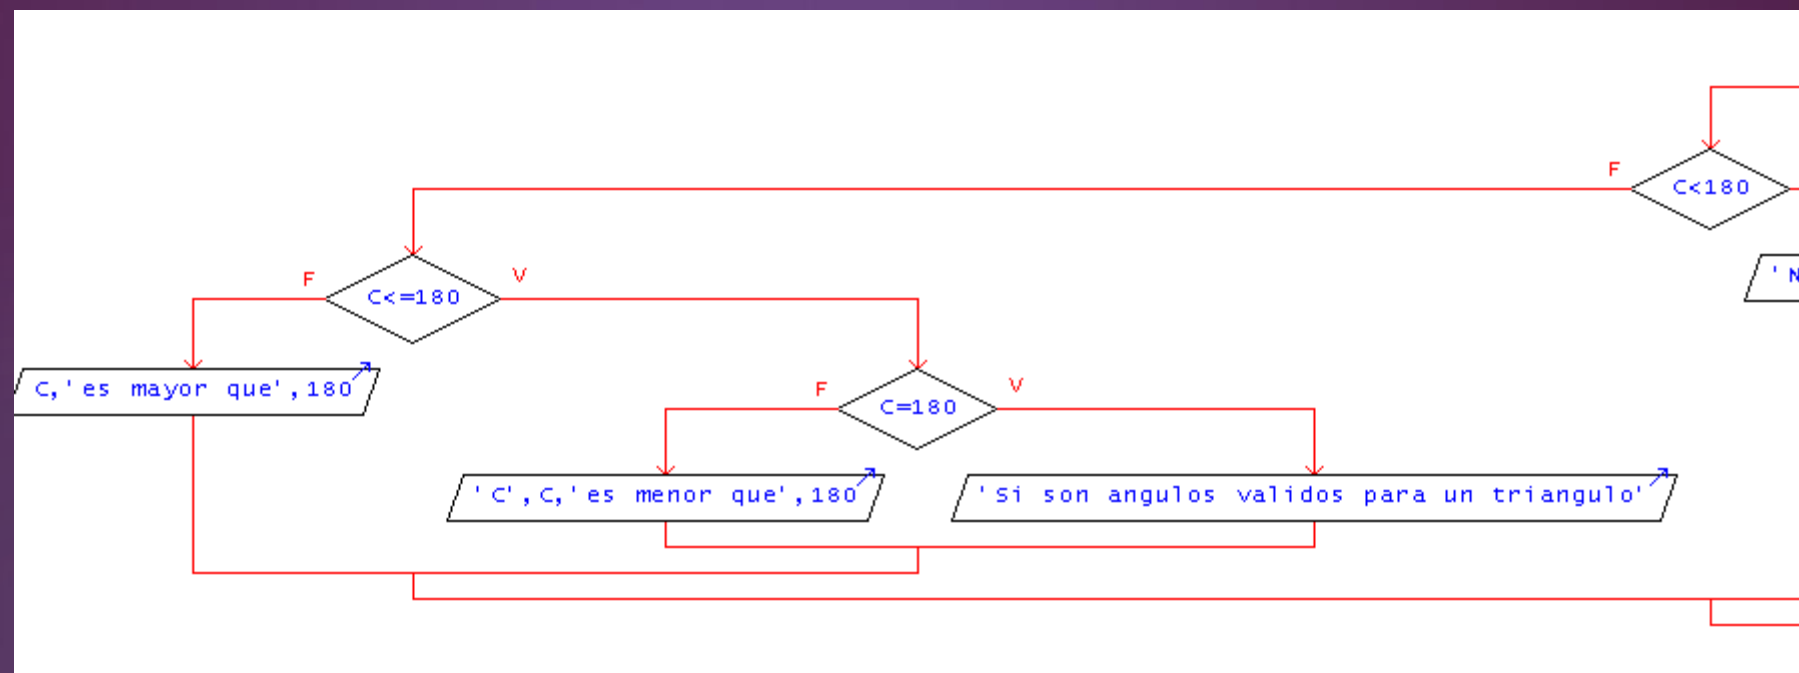 F
C<180
F
C<=180
V
'N
C,'es mayor que',180
F
C=180
V
'C',C,'es menor que',180
'Si son angulos validos para un triangulo'